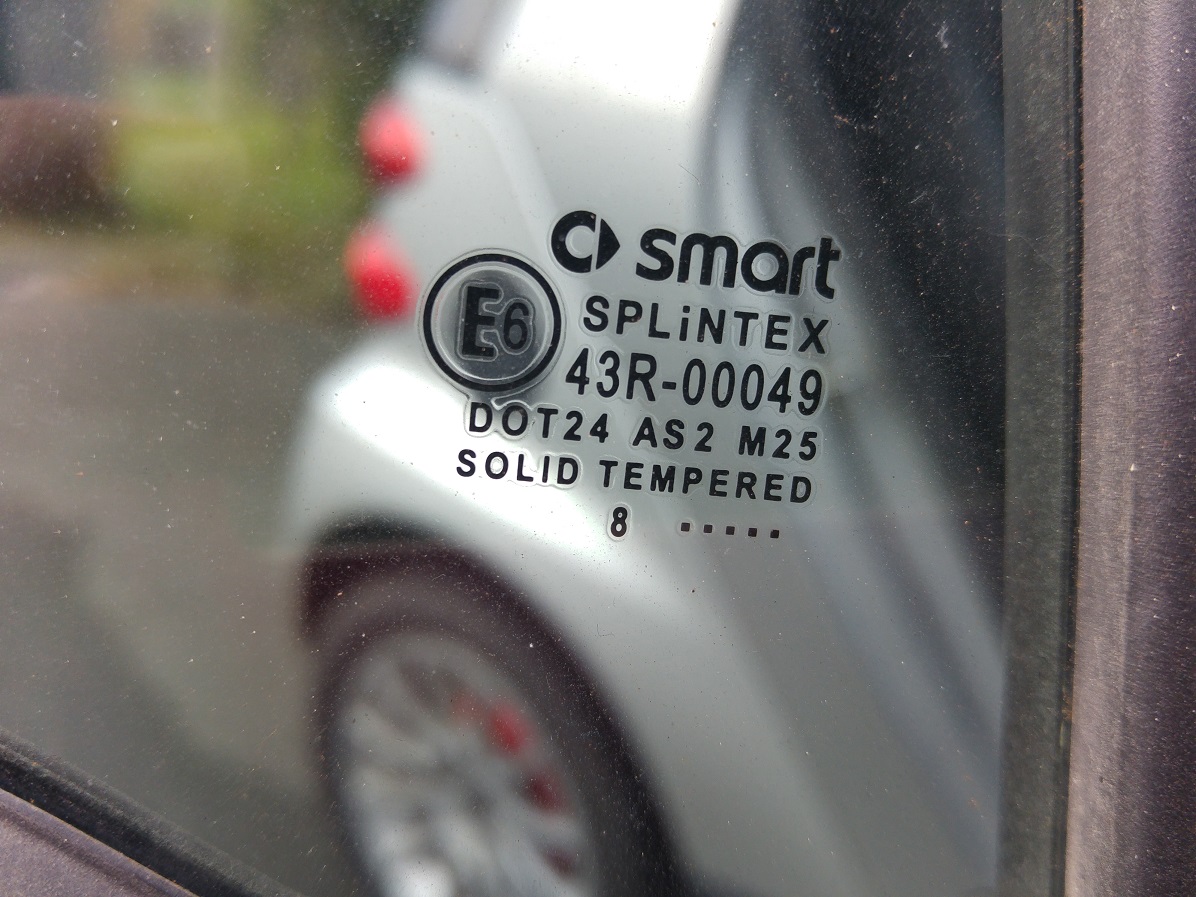 smart
E6
SPLiNTEX
43R-00049
DOT24 AS2 M25
SOLID TEMPERED
8 .....